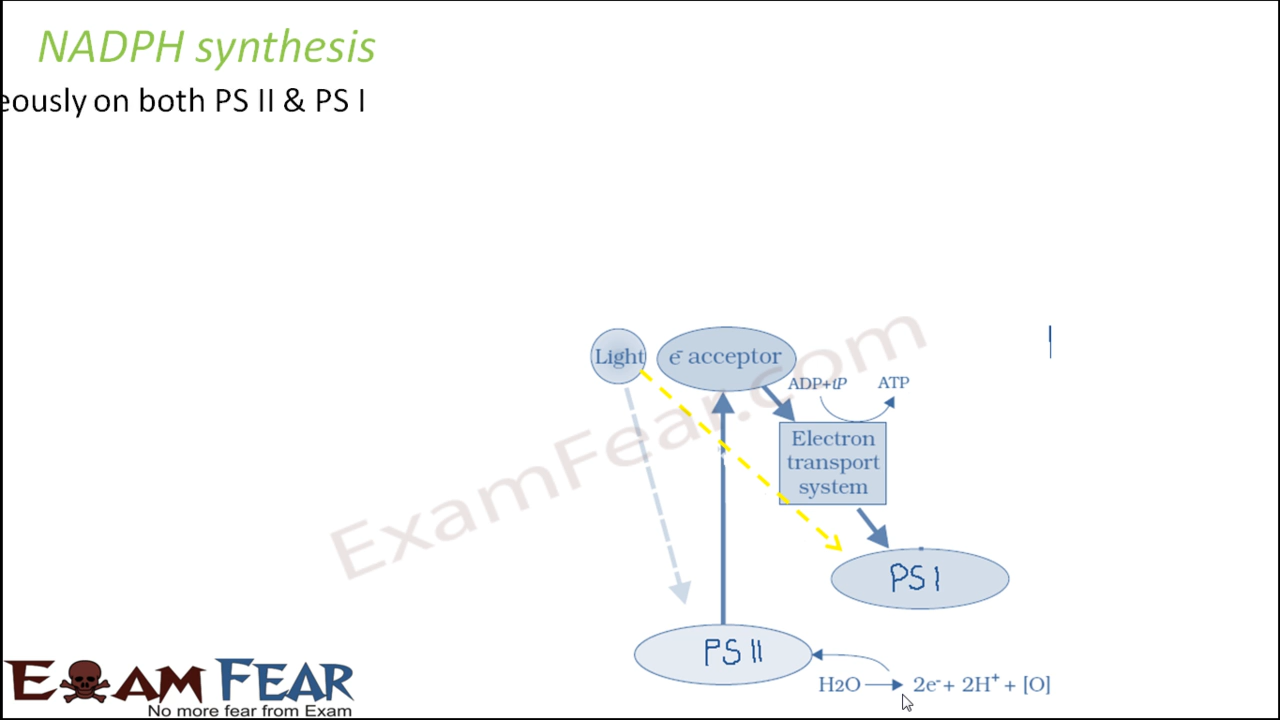 NADPH synthesis
eously on both PS II & PS I
Light
e⁻ acceptor
ADP+iP
ATP
Electron
transport
system
PS I
PS II
H2O → 2e⁻ + 2H⁺ + [O]
ExamFear.com
EXAM FEAR
No more fear from Exam